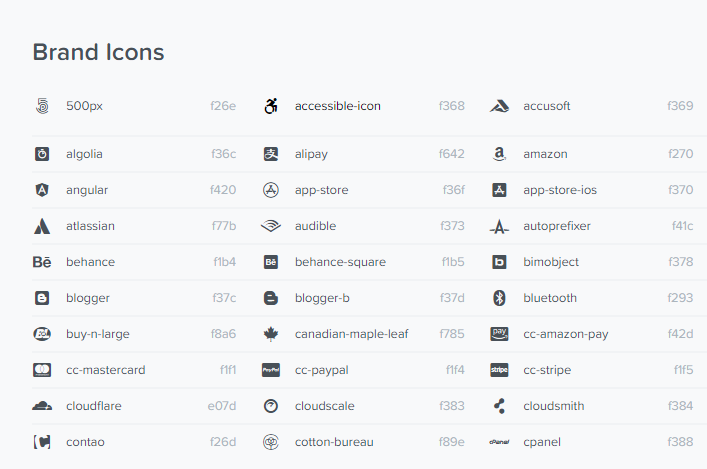 Brand Icons
500px f26e accessible-icon f368 accusoft f369
algolia f36c alipay f642 amazon f270
angular f420 app-store f36f app-store-ios f370
atlassian f77b audible f373 autoprefixer f41c
Bē behance f1b4 Bē behance-square f1b5 b bimobject f378
blogger f37c blogger-b f37d bluetooth f293
buy-n-large f8a6 canadian-maple-leaf f785 pay cc-amazon-pay f42d
cc-mastercard f1f1 PayPal cc-paypal f1f4 stripe cc-stripe f1f5
cloudflare e07d cloudscale f383 cloudsmith f384
contao f26d cotton-bureau f89e cPanel cpanel f388